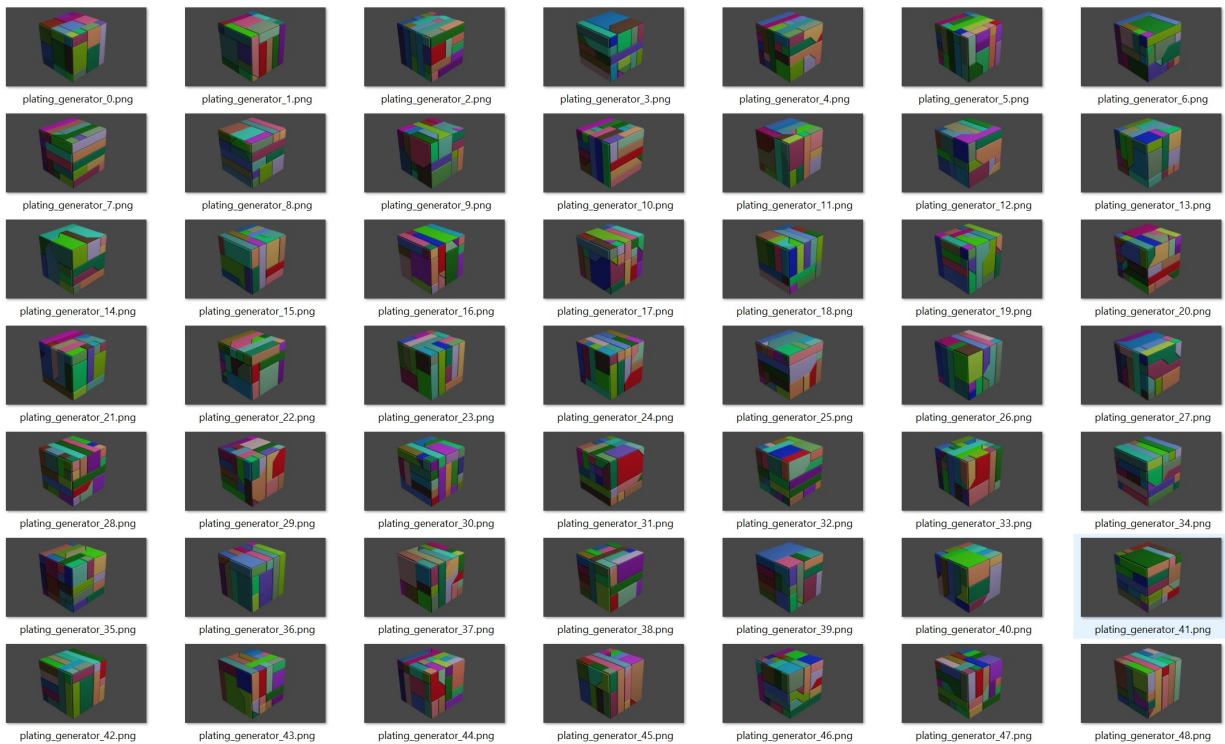 plating_generator_0.png plating_generator_1.png plating_generator_2.png plating_generator_3.png plating_generator_4.png plating_generator_5.png plating_generator_6.png
plating_generator_7.png plating_generator_8.png plating_generator_9.png plating_generator_10.png plating_generator_11.png plating_generator_12.png plating_generator_13.png
plating_generator_14.png plating_generator_15.png plating_generator_16.png plating_generator_17.png plating_generator_18.png plating_generator_19.png plating_generator_20.png
plating_generator_21.png plating_generator_22.png plating_generator_23.png plating_generator_24.png plating_generator_25.png plating_generator_26.png plating_generator_27.png
plating_generator_28.png plating_generator_29.png plating_generator_30.png plating_generator_31.png plating_generator_32.png plating_generator_33.png plating_generator_34.png
plating_generator_35.png plating_generator_36.png plating_generator_37.png plating_generator_38.png plating_generator_39.png plating_generator_40.png plating_generator_41.png
plating_generator_42.png plating_generator_43.png plating_generator_44.png plating_generator_45.png plating_generator_46.png plating_generator_47.png plating_generator_48.png